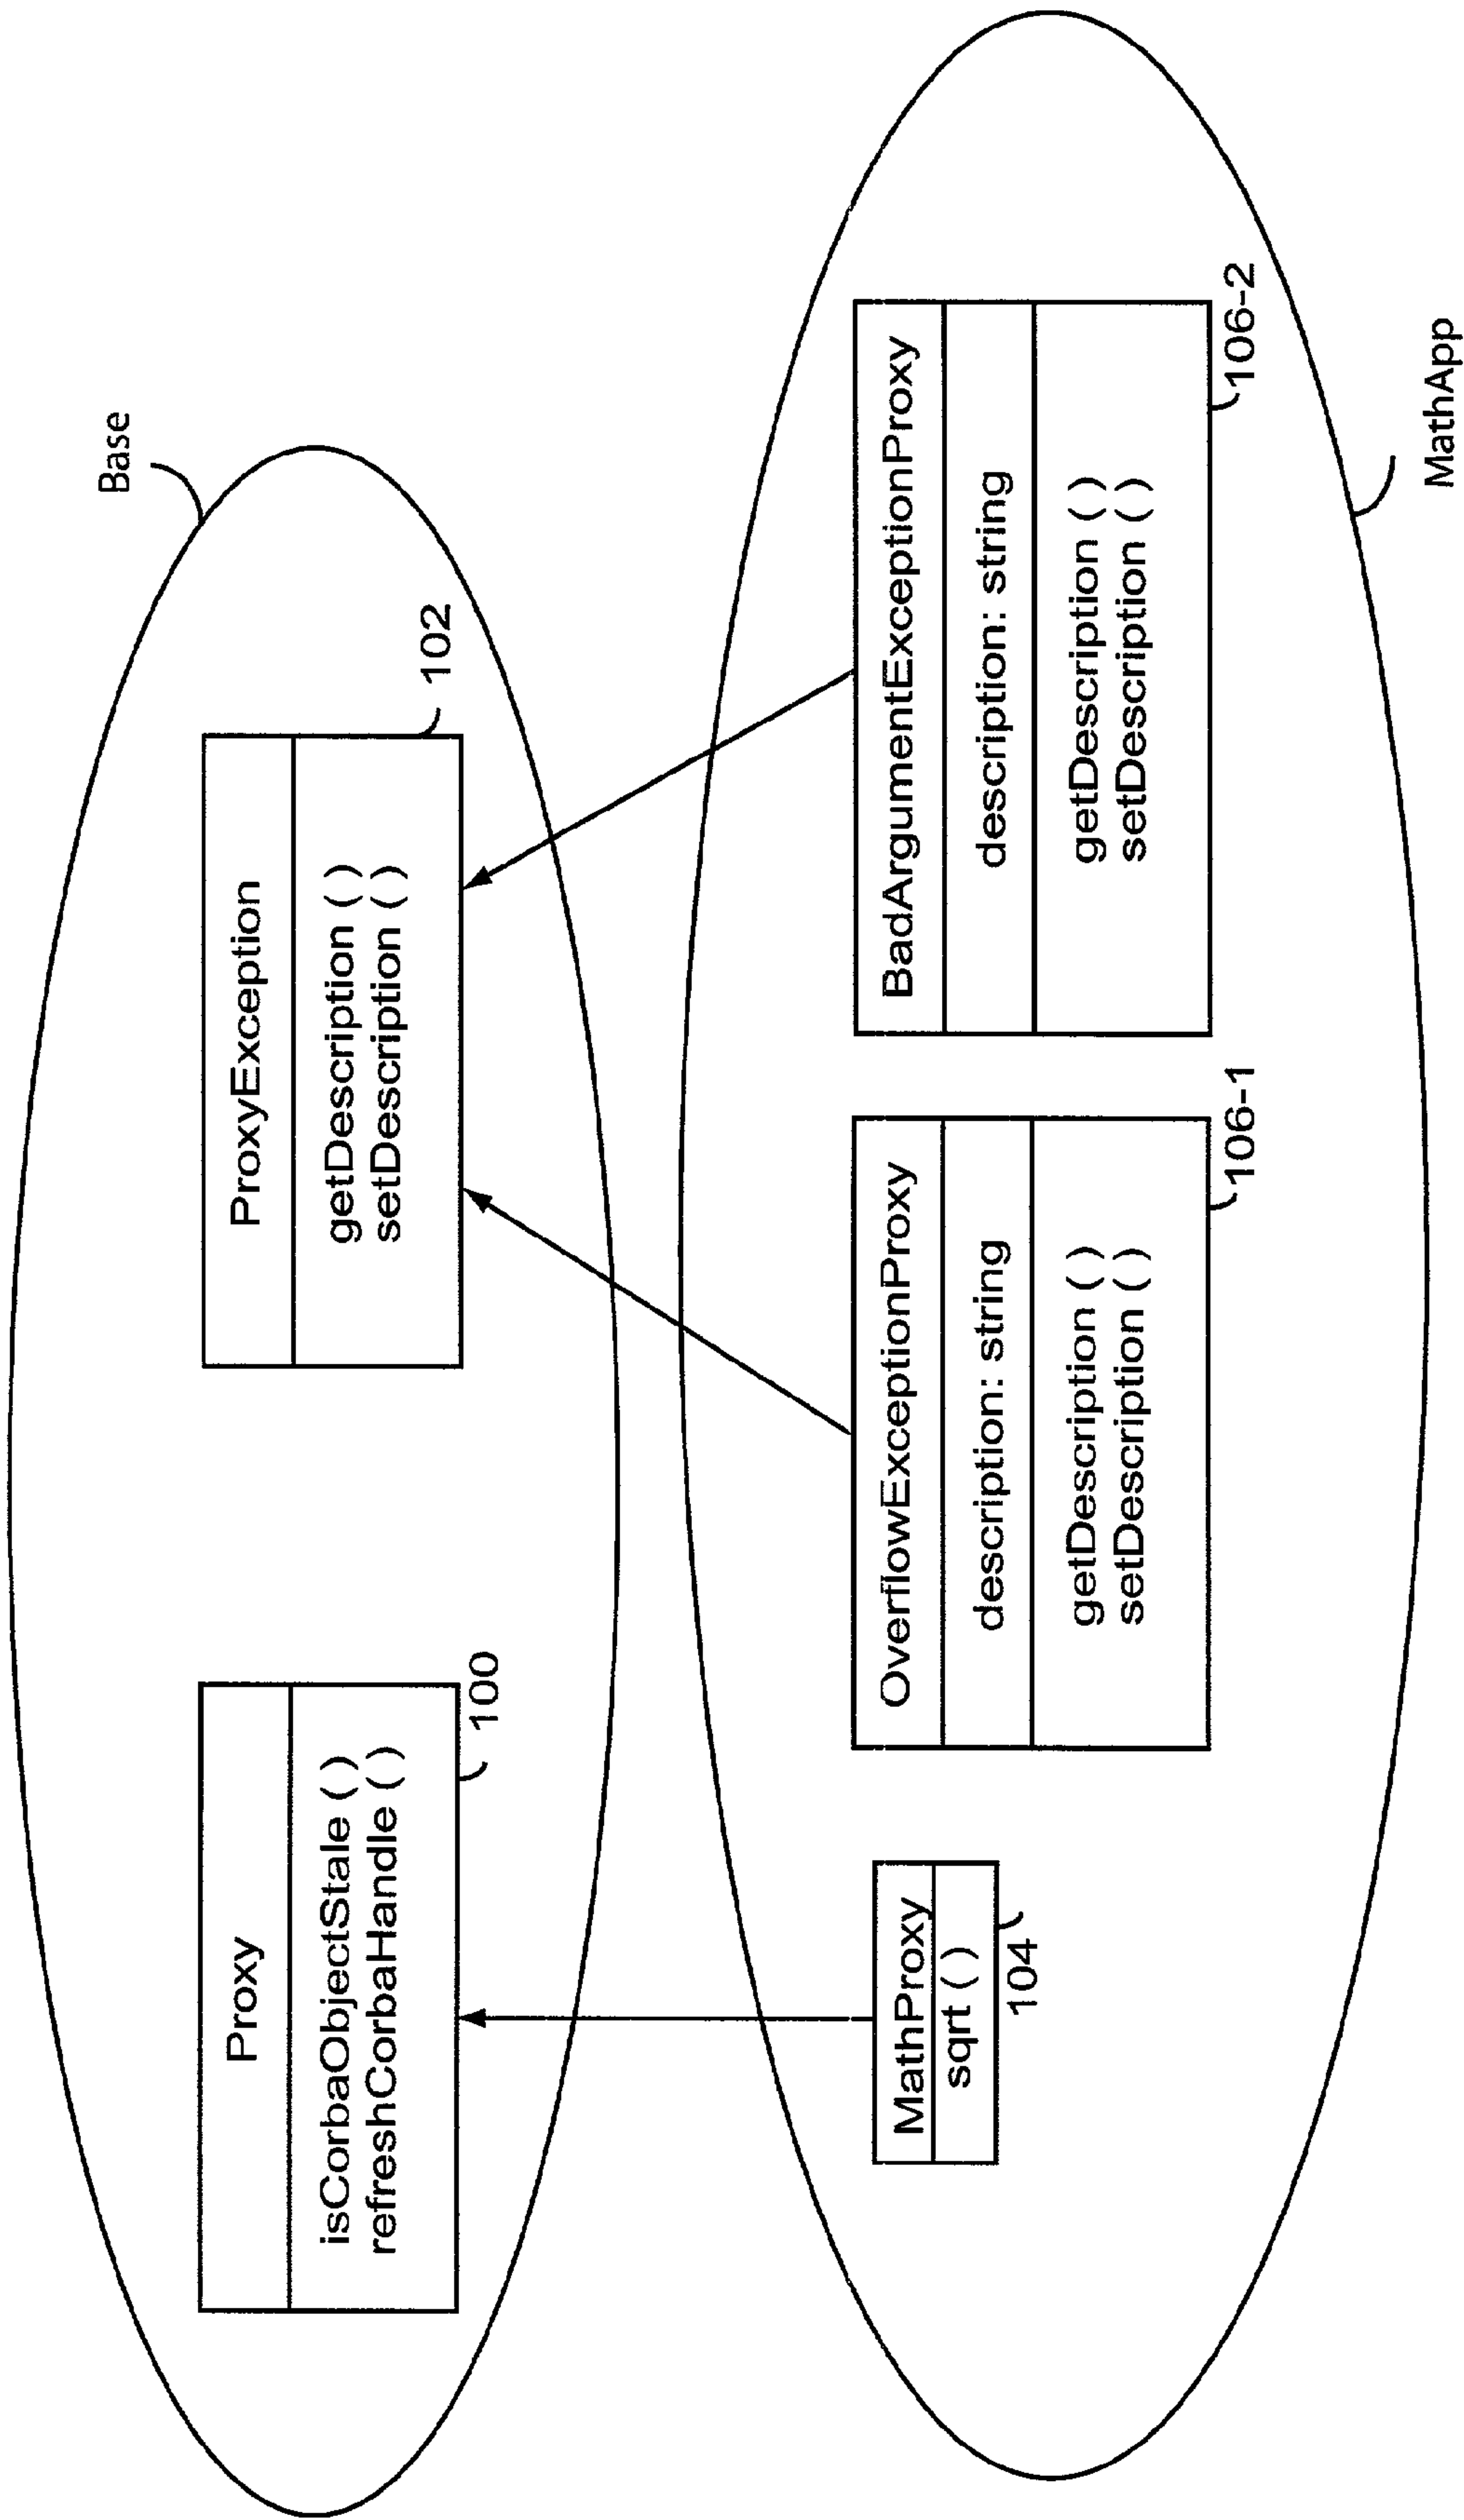 Base
Proxy
isCorbaObjectStale ( )
refreshCorbaHandle ( )
100
ProxyException
getDescription ( )
setDescription ( )
102
MathProxy
sqrt ( )
104
OverflowExceptionProxy
description: string
getDescription ( )
setDescription ( )
106-1
BadArgumentExceptionProxy
description: string
getDescription ( )
setDescription ( )
106-2
MathApp